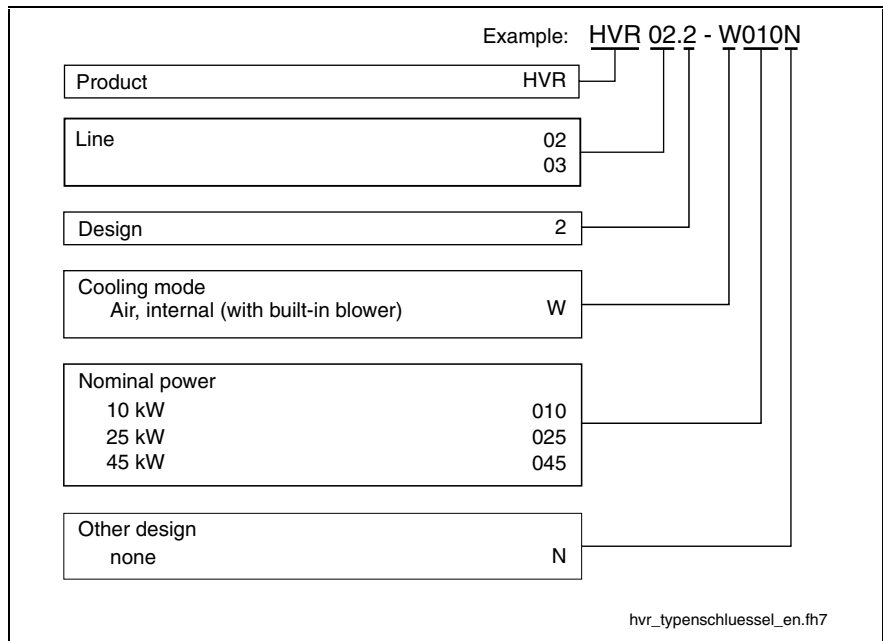 Example: HVR 02.2 - W010N
Product HVR
Line 02
03
Design 2
Cooling mode
Air, internal (with built-in blower) W
Nominal power
10 kW 010
25 kW 025
45 kW 045
Other design
none N
hvr_typenschluessel_en.fh7